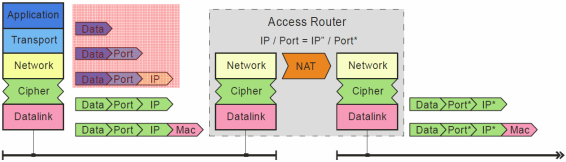 Application
Transport
Network
Cipher
Datalink
Data
Data Port
Data Port IP
Data Port IP
Data Port IP Mac
Access Router
IP / Port = IP* / Port*
Network
NAT
Network
Cipher
Cipher
Datalink
Datalink
Data Port* IP*
Data Port* IP* Mac